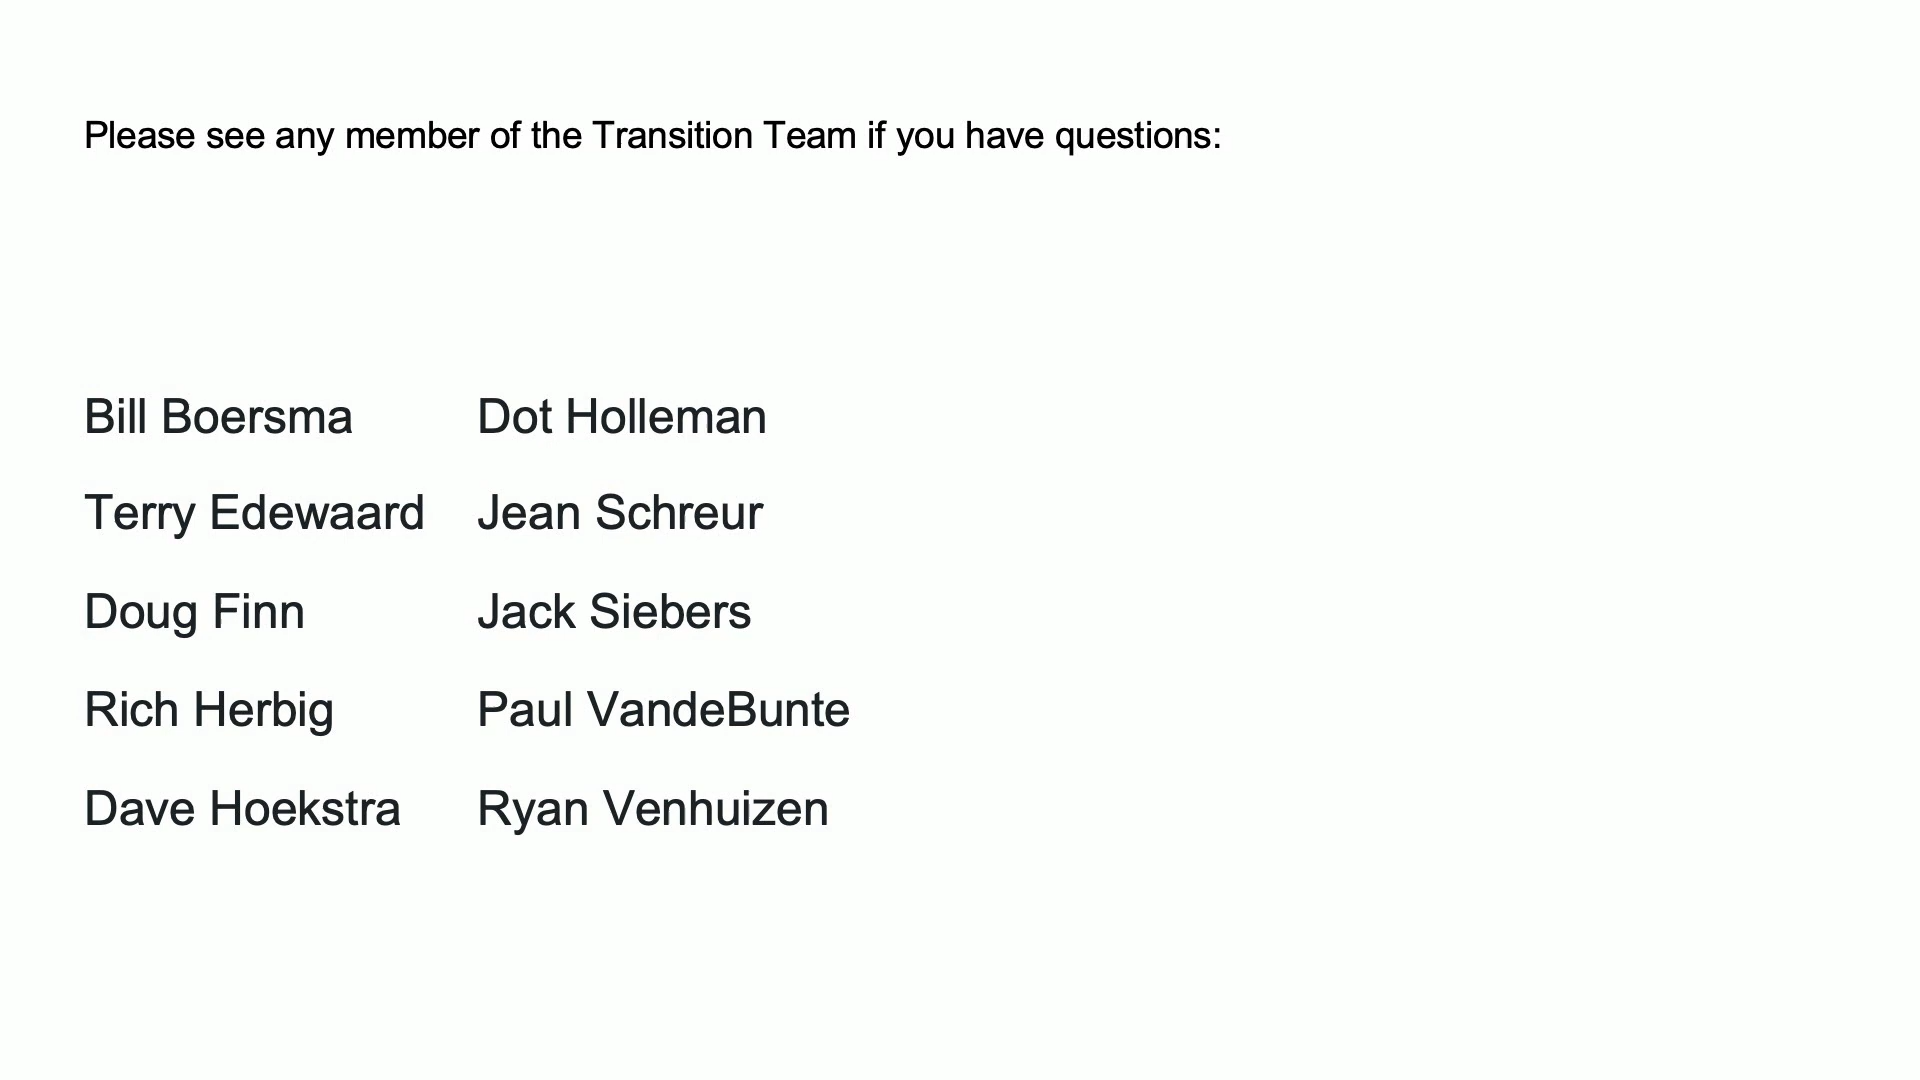 Please see any member of the Transition Team if you have questions:
Bill Boersma Dot Holleman
Terry Edewaard Jean Schreur
Doug Finn Jack Siebers
Rich Herbig Paul VandeBunte
Dave Hoekstra Ryan Venhuizen